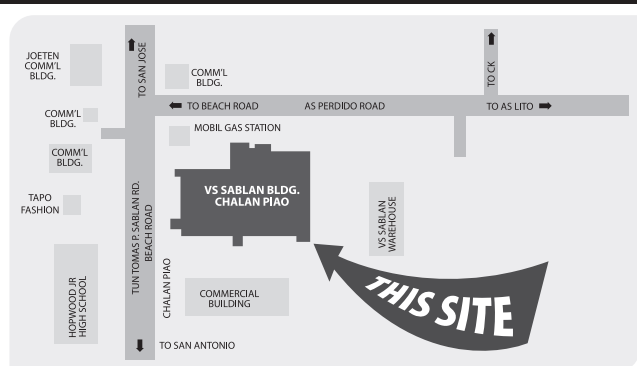 JOETEN
COMM'L
BLDG.
TO SAN JOSE
COMM'L
BLDG.
TO CK
TO BEACH ROAD
AS PERDIDO ROAD
TO AS LITO
COMM'L
BLDG.
MOBIL GAS STATION
COMM'L
BLDG.
VS SABLAN BLDG.
CHALAN PIAO
TAPO
FASHION
TUN TOMAS P. SABLAN RD.
BEACH ROAD
VS SABLAN
WAREHOUSE
HOPWOOD JR
HIGH SCHOOL
CHALAN PIAO
COMMERCIAL
BUILDING
THIS SITE
TO SAN ANTONIO